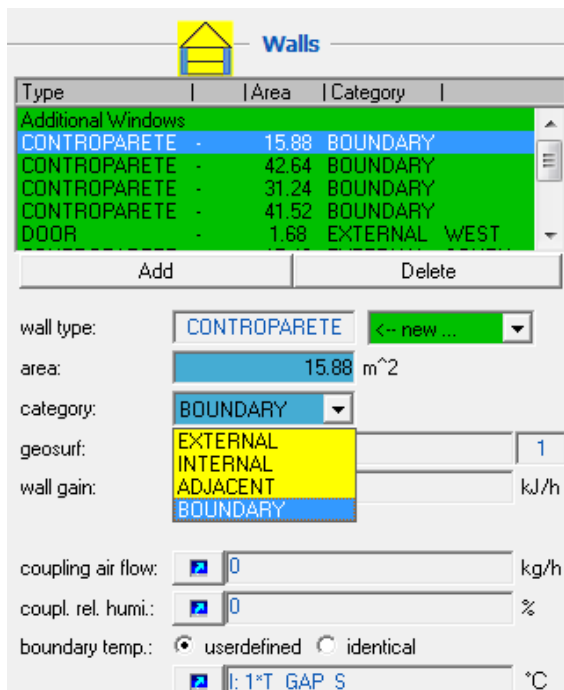 Walls
Type | | Area | Category |
Additional Windows
CONTROPARETE - 15.88 BOUNDARY
CONTROPARETE - 42.64 BOUNDARY
CONTROPARETE - 31.24 BOUNDARY
CONTROPARETE - 41.52 BOUNDARY
DOOR - 1.68 EXTERNAL WEST
Add Delete
wall type: CONTROPARETE <-- new ...
area: 15.88 m^2
category: BOUNDARY
EXTERNAL
geosurf: 1
INTERNAL
wall gain: ADJACENT kJ/h
BOUNDARY
coupling air flow: 0 kg/h
coupl. rel. humi.: 0 %
boundary temp.: userdefined identical
I: 1*T_GAP_S °C